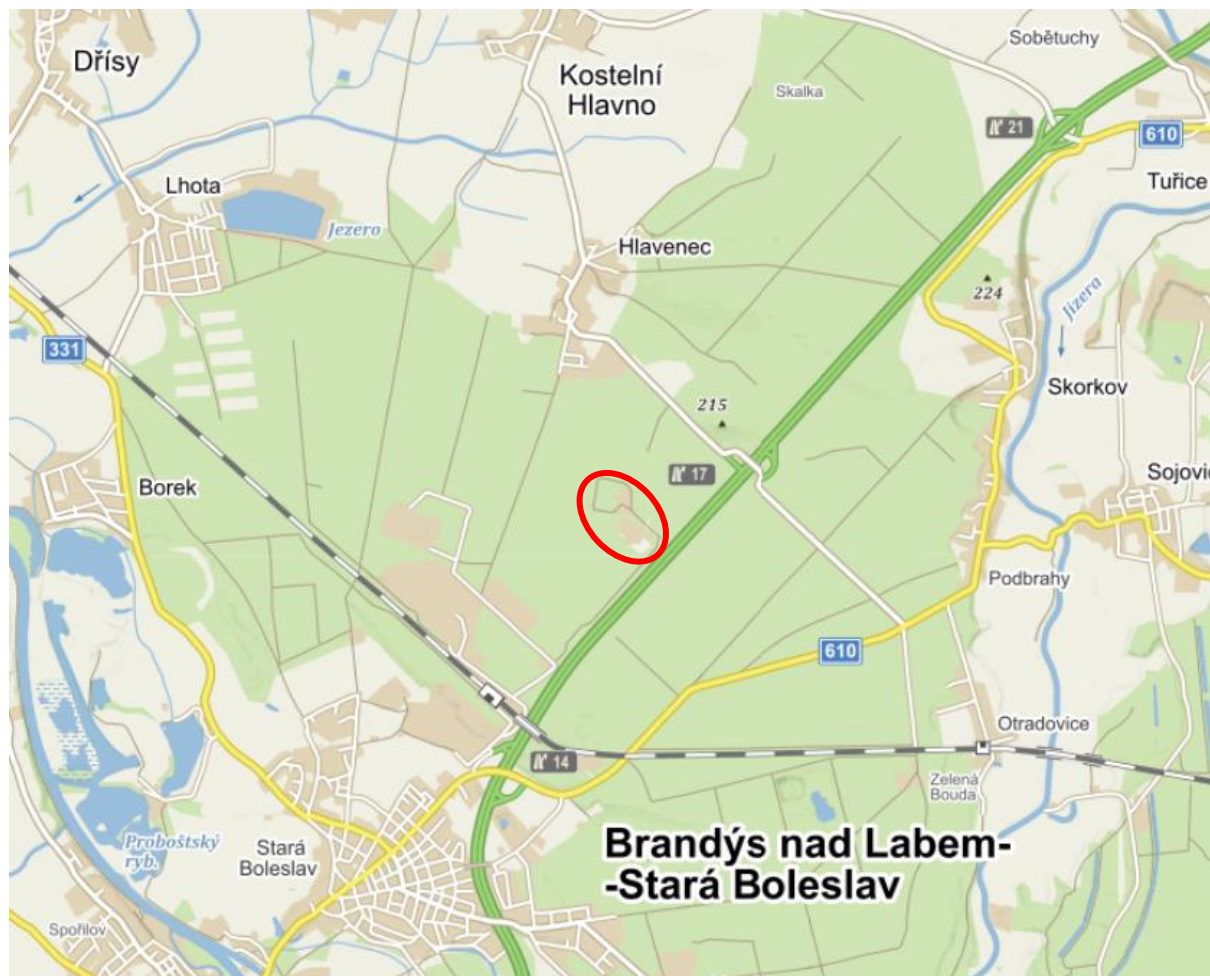 Dřísy
Kostelní
Hlavno
Sobětuchy
Skalka
21
610
Tuřice
Lhota
Jezero
Hlavenec
224
Jizera
331
215
Skorkov
17
Borek
Sojovic
Podbrahy
610
Otradovice
14
Zelená
Bouda
Proboštský
ryb.
Stará
Boleslav
Brandýs nad Labem-
-Stará Boleslav
Spořilov